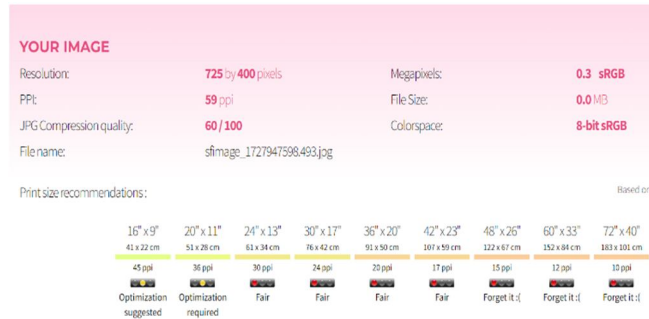 YOUR IMAGE
Resolution: 725 by 400 pixels Megapixels: 0.3 sRGB
PPI: 59 ppi File Size: 0.0 MB
JPG Compression quality: 60 / 100 Colorspace: 8-bit sRGB
File name: sfimage_1727947598.493.jpg
Print size recommendations : Based on
16" x 9" 20" x 11" 24" x 13" 30" x 17" 36" x 20" 42" x 23" 48" x 26" 60" x 33" 72" x 40"
41 x 22 cm 51 x 28 cm 61 x 34 cm 76 x 42 cm 91 x 50 cm 107 x 59 cm 122 x 67 cm 152 x 84 cm 183 x 101 cm
45 ppi 36 ppi 30 ppi 24 ppi 20 ppi 17 ppi 15 ppi 12 ppi 10 ppi
Optimization Optimization Fair Fair Fair Fair Forget it :( Forget it :( Forget it :(
suggested required